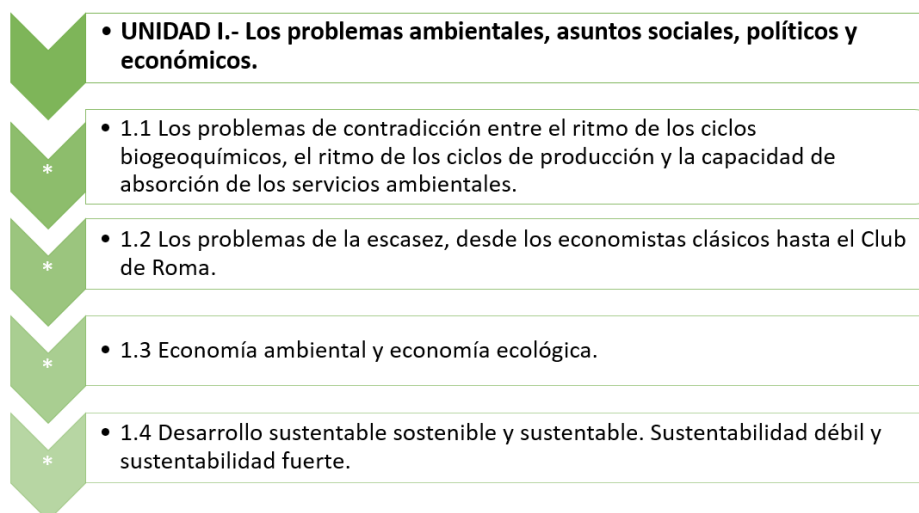 • UNIDAD I.- Los problemas ambientales, asuntos sociales, políticos y
económicos.
*
• 1.1 Los problemas de contradicción entre el ritmo de los ciclos
biogeoquímicos, el ritmo de los ciclos de producción y la capacidad de
absorción de los servicios ambientales.
*
• 1.2 Los problemas de la escasez, desde los economistas clásicos hasta el Club
de Roma.
*
• 1.3 Economía ambiental y economía ecológica.
*
• 1.4 Desarrollo sustentable sostenible y sustentable. Sustentabilidad débil y
sustentabilidad fuerte.